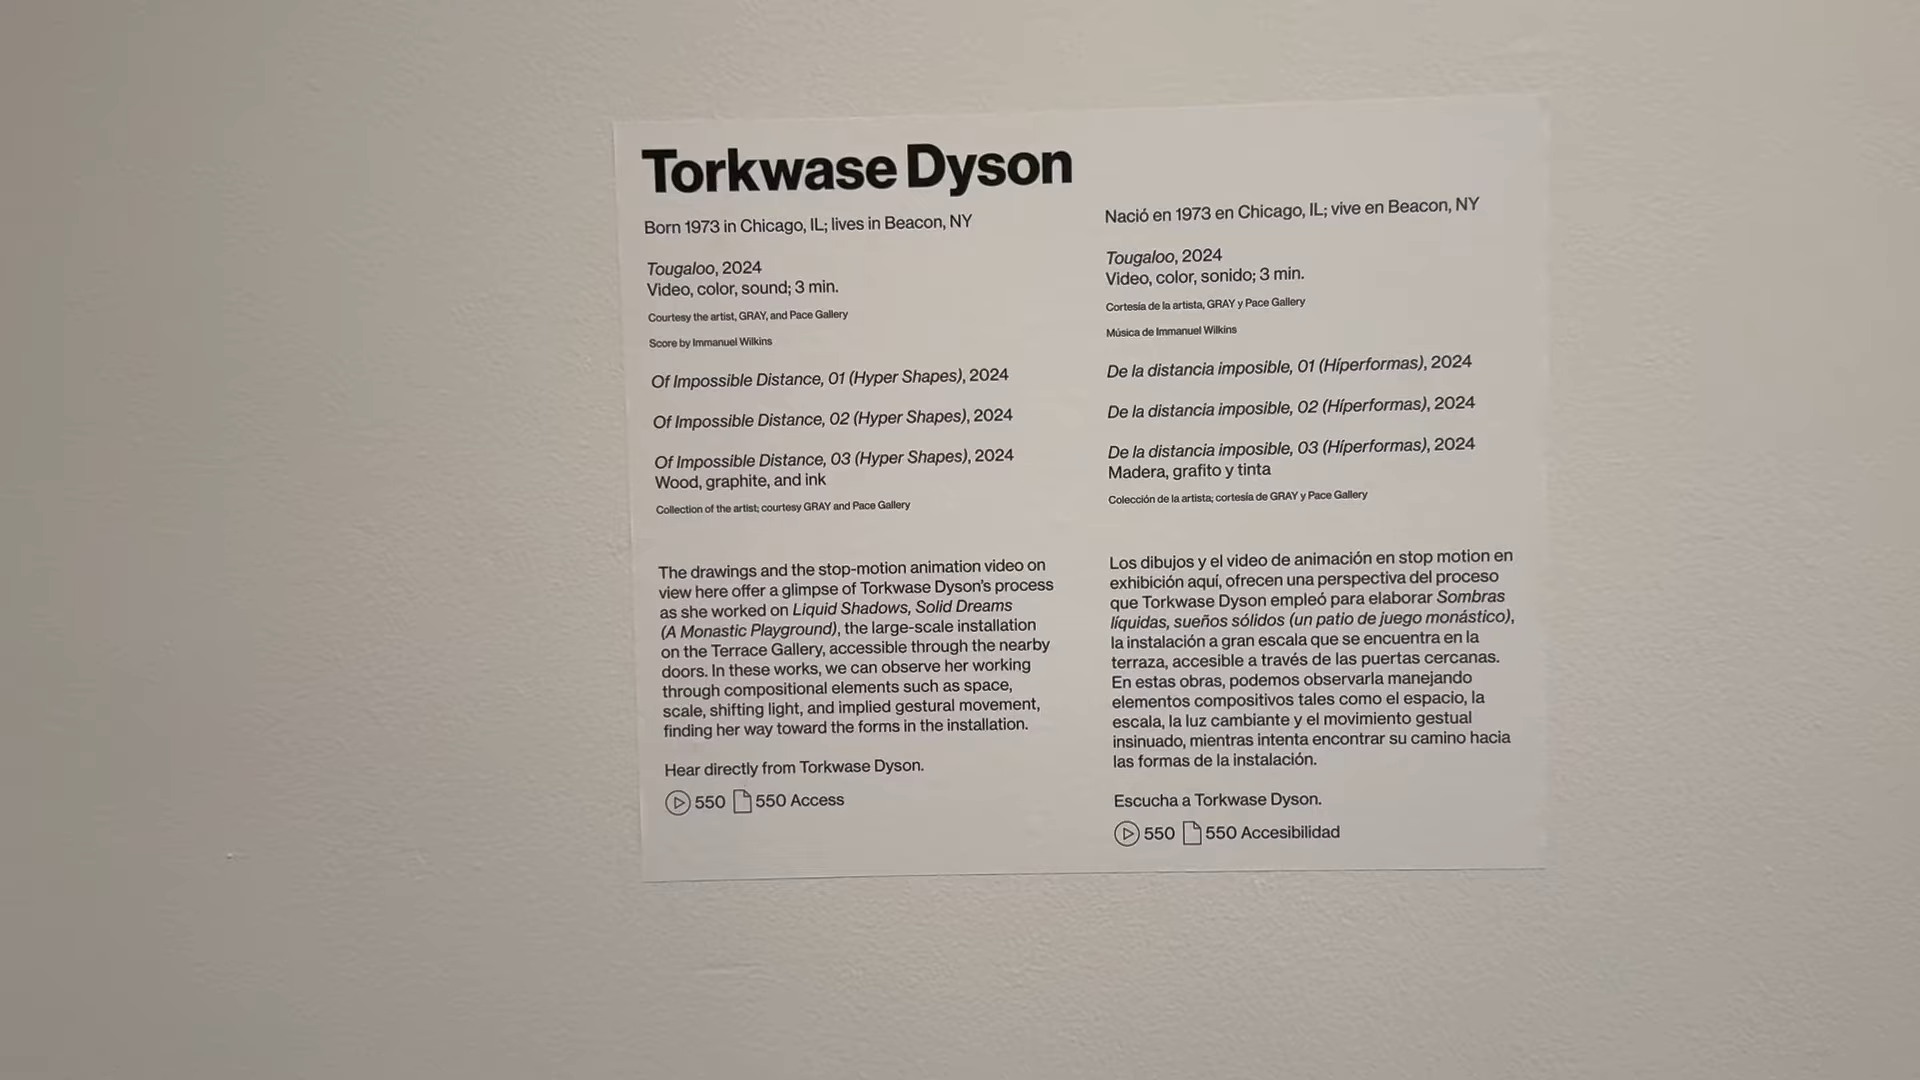 Torkwase Dyson
Born 1973 in Chicago, IL; lives in Beacon, NY
Tougaloo, 2024
Video, color, sound; 3 min.
Courtesy the artist, GRAY, and Pace Gallery
Score by Immanuel Wilkins
Of Impossible Distance, 01 (Hyper Shapes), 2024
Of Impossible Distance, 02 (Hyper Shapes), 2024
Of Impossible Distance, 03 (Hyper Shapes), 2024
Wood, graphite, and ink
Collection of the artist; courtesy GRAY and Pace Gallery
The drawings and the stop-motion animation video on
view here offer a glimpse of Torkwase Dyson's process
as she worked on Liquid Shadows, Solid Dreams
(A Monastic Playground), the large-scale installation
on the Terrace Gallery, accessible through the nearby
doors. In these works, we can observe her working
through compositional elements such as space,
scale, shifting light, and implied gestural movement,
finding her way toward the forms in the installation.
Hear directly from Torkwase Dyson.
550 550 Access
Nació en 1973 en Chicago, IL; vive en Beacon, NY
Tougaloo, 2024
Video, color, sonido; 3 min.
Cortesía de la artista, GRAY y Pace Gallery
Música de Immanuel Wilkins
De la distancia imposible, 01 (Híperformas), 2024
De la distancia imposible, 02 (Híperformas), 2024
De la distancia imposible, 03 (Híperformas), 2024
Madera, grafito y tinta
Colección de la artista; cortesía de GRAY y Pace Gallery
Los dibujos y el video de animación en stop motion en
exhibición aquí, ofrecen una perspectiva del proceso
que Torkwase Dyson empleó para elaborar Sombras
líquidas, sueños sólidos (un patio de juego monástico),
la instalación a gran escala que se encuentra en la
terraza, accesible a través de las puertas cercanas.
En estas obras, podemos observarla manejando
elementos compositivos tales como el espacio, la
escala, la luz cambiante y el movimiento gestual
insinuado, mientras intenta encontrar su camino hacia
las formas de la instalación.
Escucha a Torkwase Dyson.
550 550 Accesibilidad